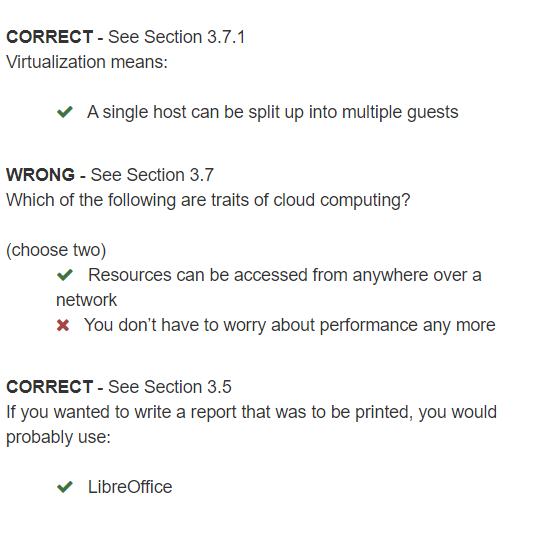 CORRECT - See Section 3.7.1
Virtualization means:
✔ A single host can be split up into multiple guests
WRONG - See Section 3.7
Which of the following are traits of cloud computing?
(choose two)
✔ Resources can be accessed from anywhere over a
network
✖ You don’t have to worry about performance any more
CORRECT - See Section 3.5
If you wanted to write a report that was to be printed, you would
probably use:
✔ LibreOffice